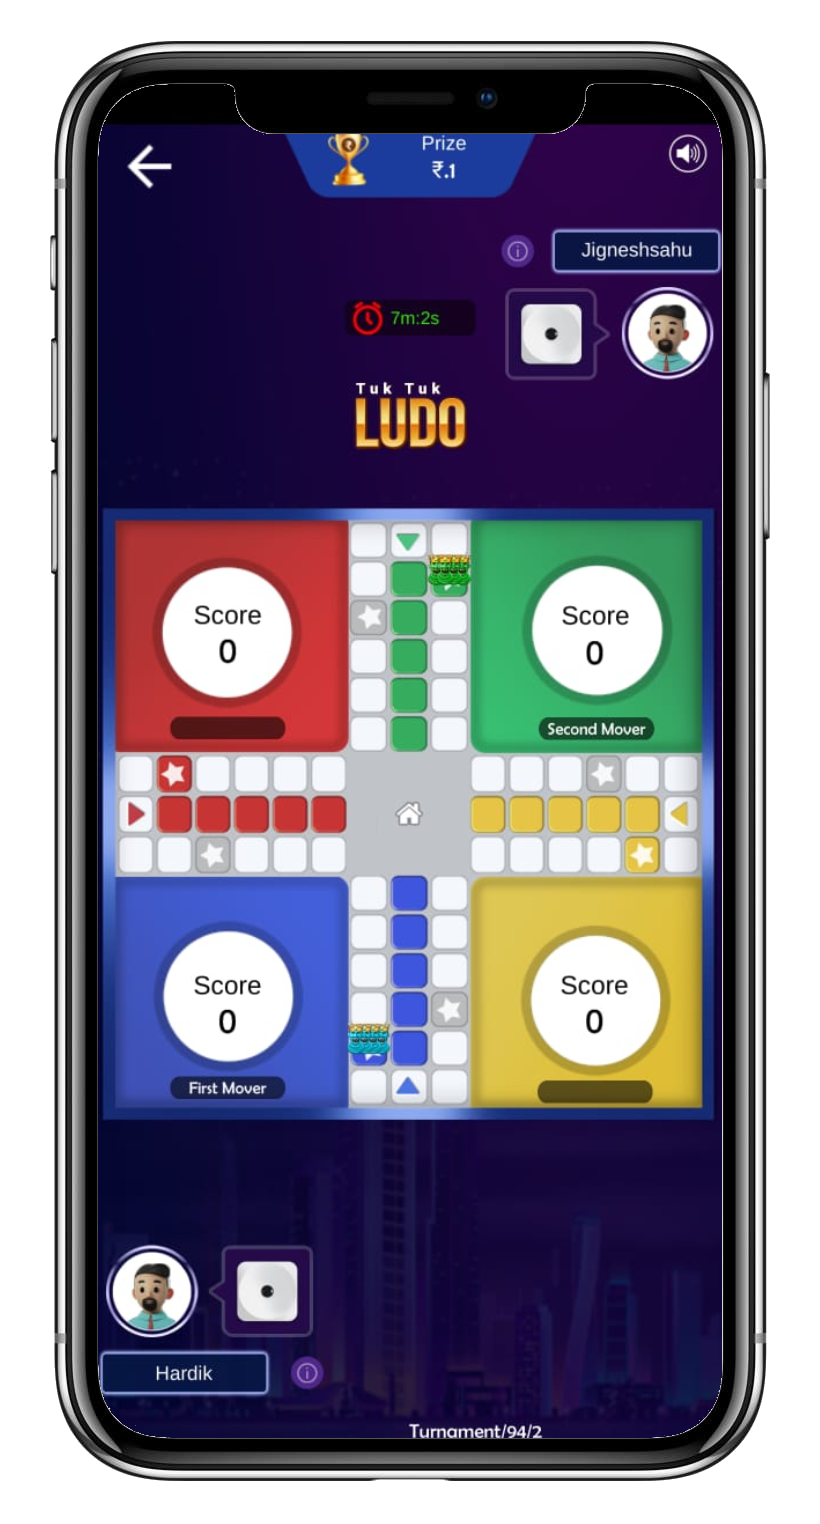 Prize
₹.1
Jigneshsahu
7m:2s
Tuk Tuk
LUDO
Score
0
Score
0
Second Mover
Score
0
First Mover
Score
0
Hardik
Turnament/94/2